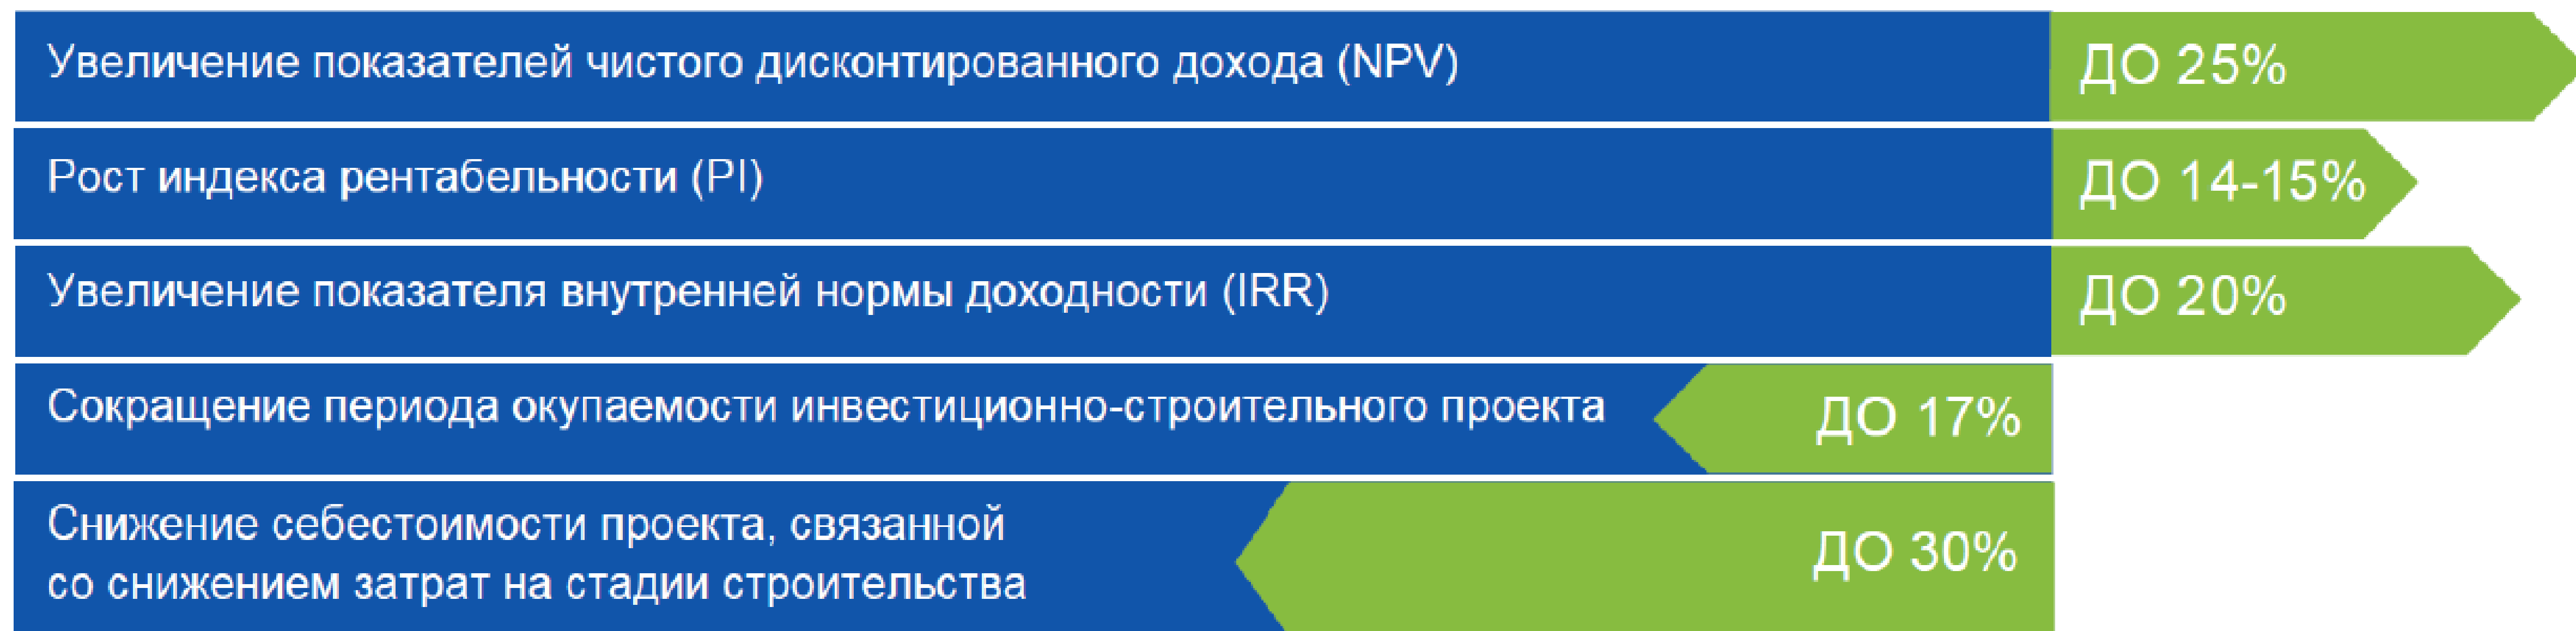 Увеличение показателей чистого дисконтированного дохода (NPV)
ДО 25%
Рост индекса рентабельности (PI)
ДО 14-15%
Увеличение показателя внутренней нормы доходности (IRR)
ДО 20%
Сокращение периода окупаемости инвестиционно-строительного проекта
ДО 17%
Снижение себестоимости проекта, связанной
со снижением затрат на стадии строительства
ДО 30%